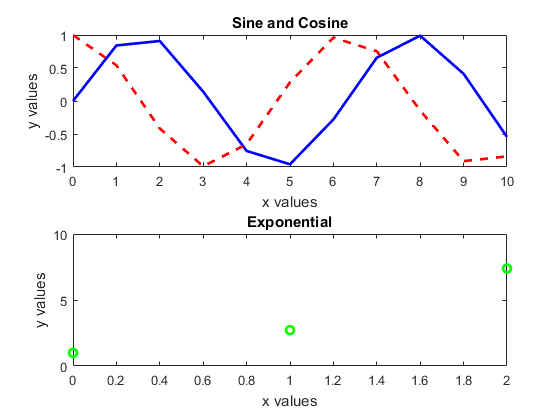 Sine and Cosine
1
0.5
0
-0.5
-1
y values
0 1 2 3 4 5 6 7 8 9 10
x values
Exponential
10
5
0
y values
0 0.2 0.4 0.6 0.8 1 1.2 1.4 1.6 1.8 2
x values